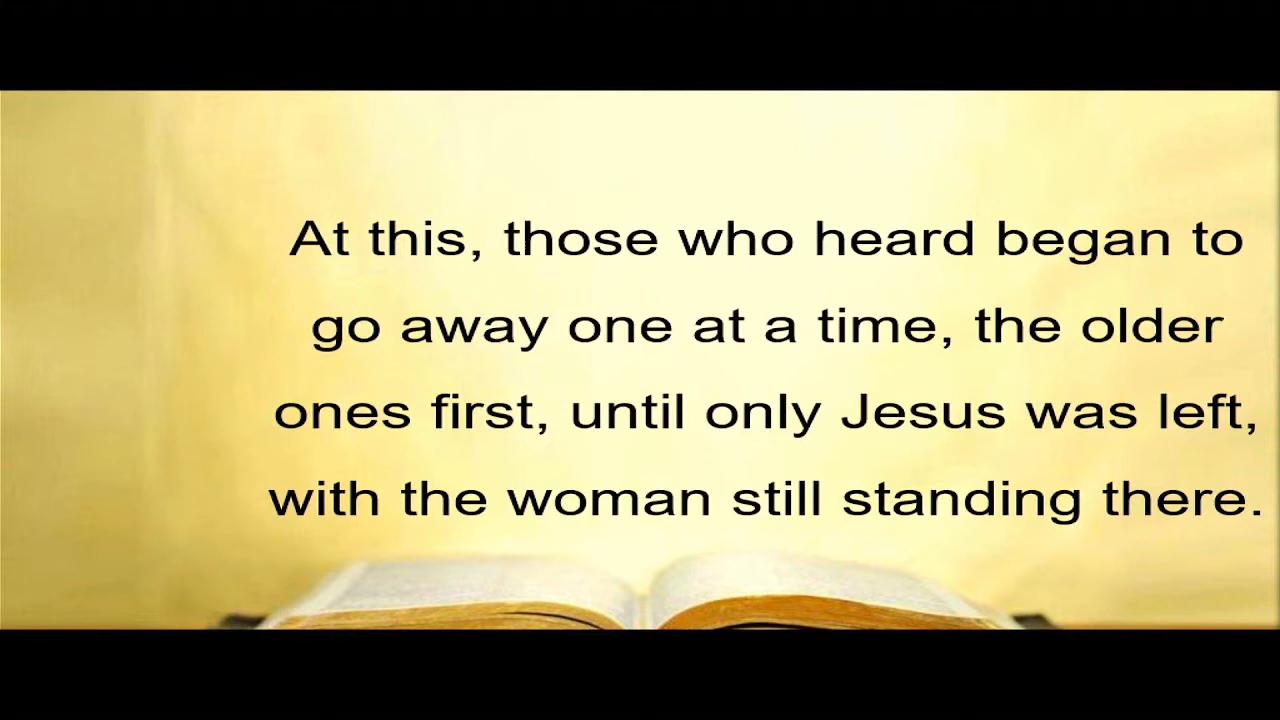 At this, those who heard began to
go away one at a time, the older
ones first, until only Jesus was left,
with the woman still standing there.